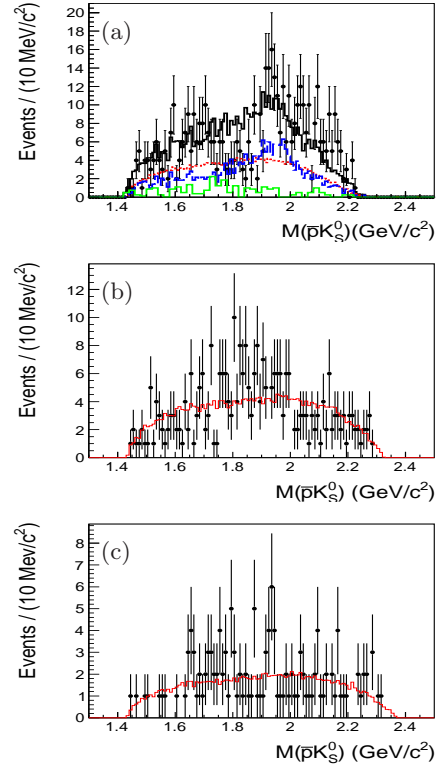 (a)
Events / (10 MeV/c²)
20
18
16
14
12
10
8
6
4
2
0
1.4 1.6 1.8 2 2.2 2.4
M(p̅K⁰_S)(GeV/c²)
(b)
Events / (10 Mev/c²)
12
10
8
6
4
2
0
1.4 1.6 1.8 2 2.2 2.4
M(p̅K⁰_S) (GeV/c²)
(c)
Events / (10 Mev/c²)
8
7
6
5
4
3
2
1
0
1.4 1.6 1.8 2 2.2 2.4
M(p̅K⁰_S) (GeV/c²)